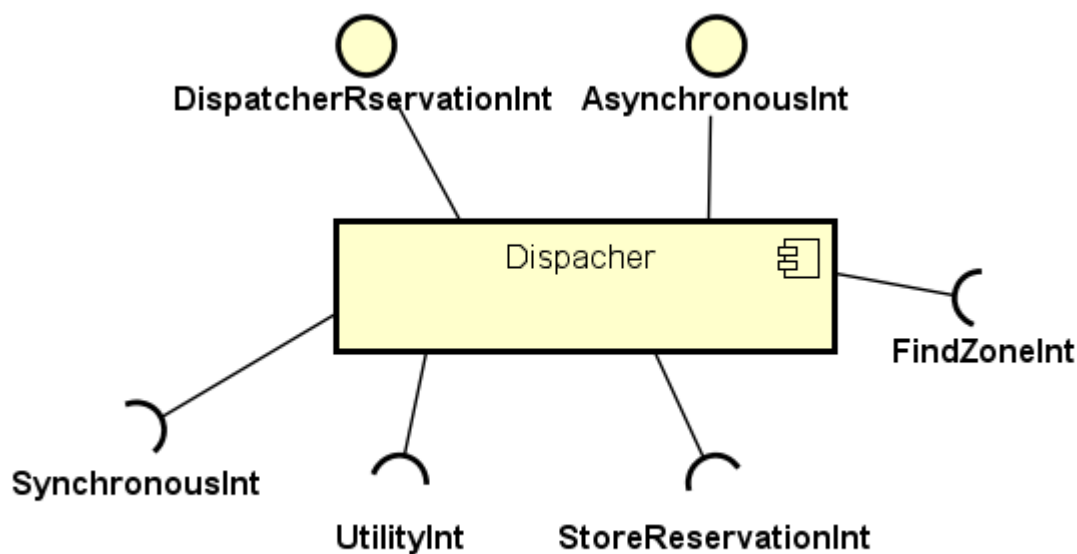 DispatcherRservationInt
AsynchronousInt
Dispacher
FindZoneInt
SynchronousInt
UtilityInt
StoreReservationInt